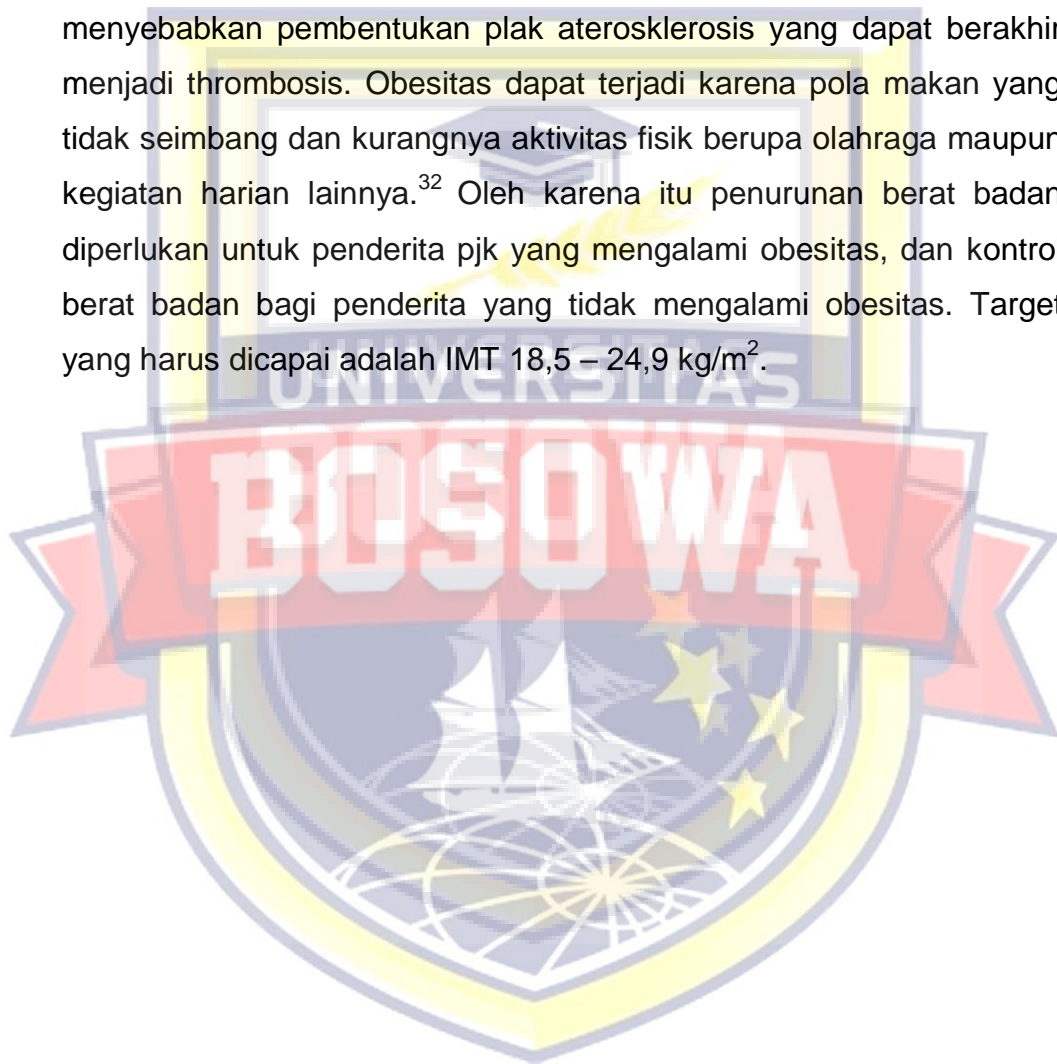 menyebabkan pembentukan plak aterosklerosis yang dapat berakhir
menjadi thrombosis. Obesitas dapat terjadi karena pola makan yang
tidak seimbang dan kurangnya aktivitas fisik berupa olahraga maupun
kegiatan harian lainnya.³² Oleh karena itu penurunan berat badan
diperlukan untuk penderita pjk yang mengalami obesitas, dan kontro
berat badan bagi penderita yang tidak mengalami obesitas. Target
yang harus dicapai adalah IMT 18,5 – 24,9 kg/m².
UNIVERSITAS
BOSOWA